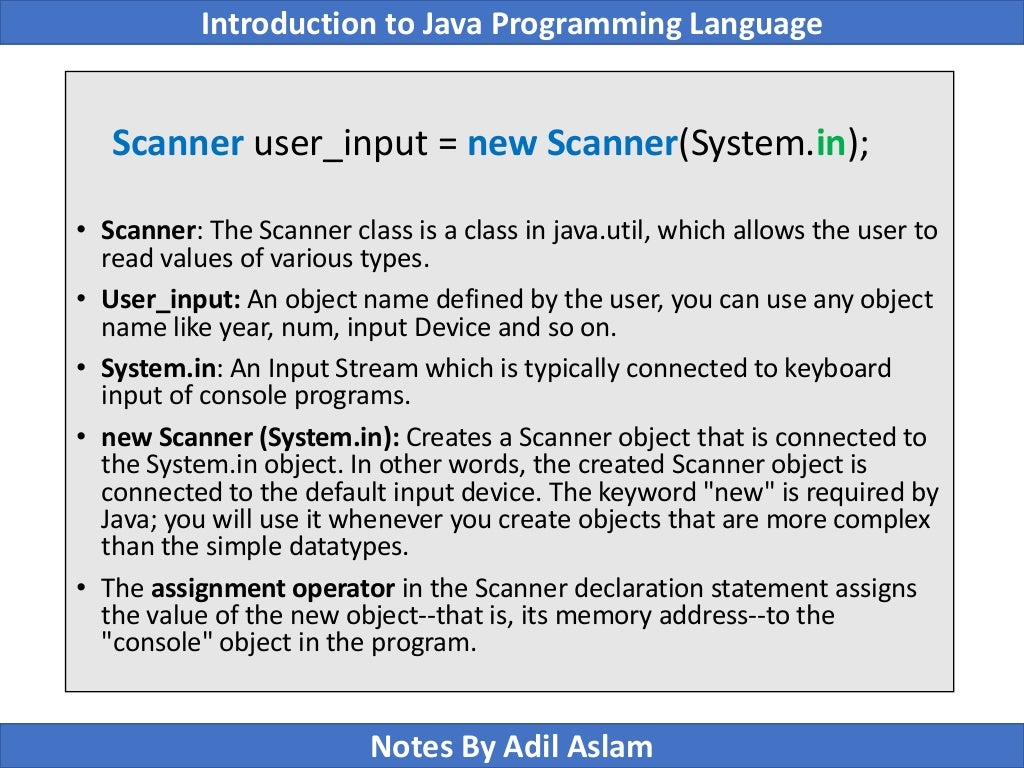 Introduction to Java Programming Language
Scanner user_input = new Scanner(System.in);
• Scanner: The Scanner class is a class in java.util, which allows the user to
read values of various types.
• User_input: An object name defined by the user, you can use any object
name like year, num, input Device and so on.
• System.in: An Input Stream which is typically connected to keyboard
input of console programs.
• new Scanner (System.in): Creates a Scanner object that is connected to
the System.in object. In other words, the created Scanner object is
connected to the default input device. The keyword "new" is required by
Java; you will use it whenever you create objects that are more complex
than the simple datatypes.
• The assignment operator in the Scanner declaration statement assigns
the value of the new object--that is, its memory address--to the
"console" object in the program.
Notes By Adil Aslam